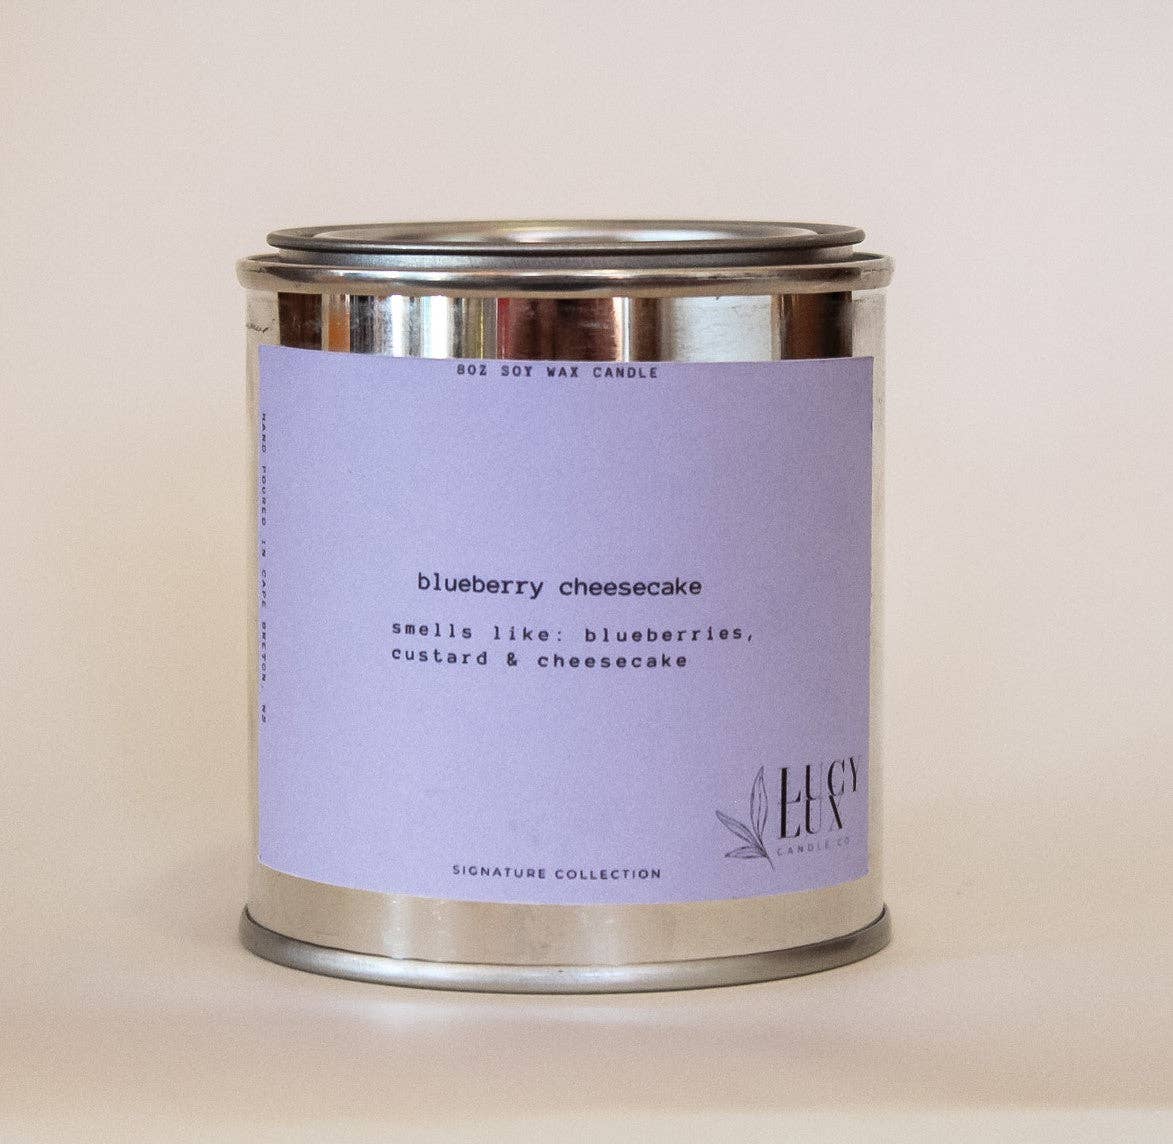 8OZ SOY WAX CANDLE
HAND POURED IN CAPE BRETON, NS
blueberry cheesecake
smells like: blueberries,
custard & cheesecake
LUCY
LUX
CANDLE CO.
SIGNATURE COLLECTION